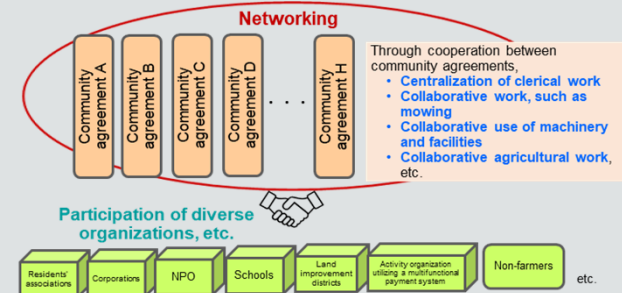 Networking
Community
agreement A
Community
agreement B
Community
agreement C
Community
agreement D
. . .
Community
agreement H
Through cooperation between
community agreements,
• Centralization of clerical work
• Collaborative work, such as
mowing
• Collaborative use of machinery
and facilities
• Collaborative agricultural work,
etc.
Participation of diverse
organizations, etc.
Residents'
associations
Corporations
NPO
Schools
Land
improvement
districts
Activity organization
utilizing a multifunctional
payment system
Non-farmers
etc.